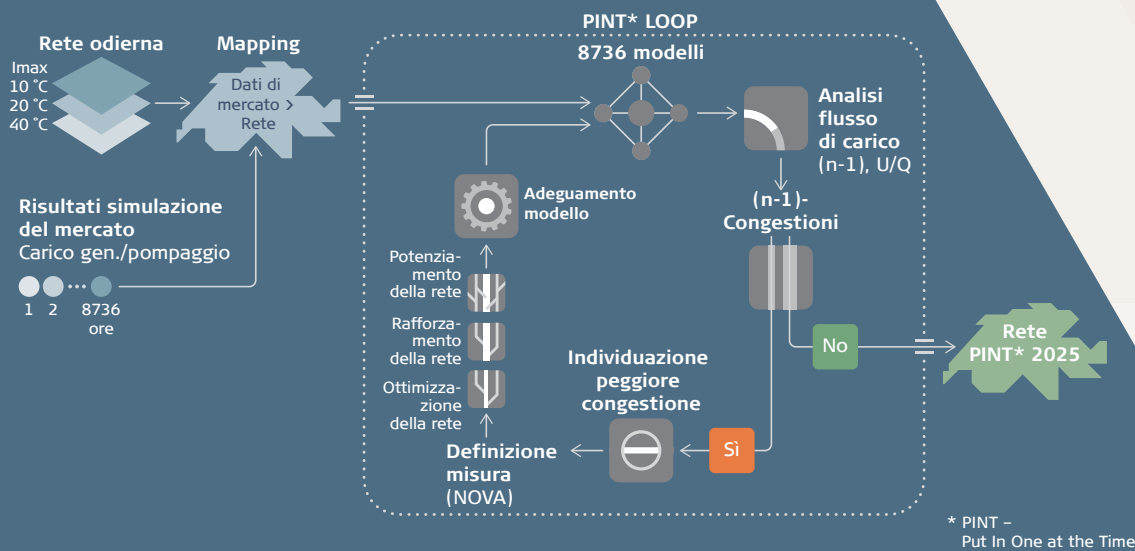 PINT* LOOP
Rete odierna
Imax
10 °C
20 °C
40 °C
Mapping
Dati di
mercato ›
Rete
Risultati simulazione
del mercato
Carico gen./pompaggio
1 2 ··· 8736
ore
8736 modelli
Analisi
flusso
di carico
(n-1), U/Q
(n-1)-
Congestioni
No
Rete
PINT* 2025
Sì
Individuazione
peggiore
congestione
Definizione
misura
(NOVA)
Ottimizza-
zione
della rete
Rafforza-
mento
della rete
Potenzia-
mento
della rete
Adeguamento
modello
* PINT –
Put In One at the Time